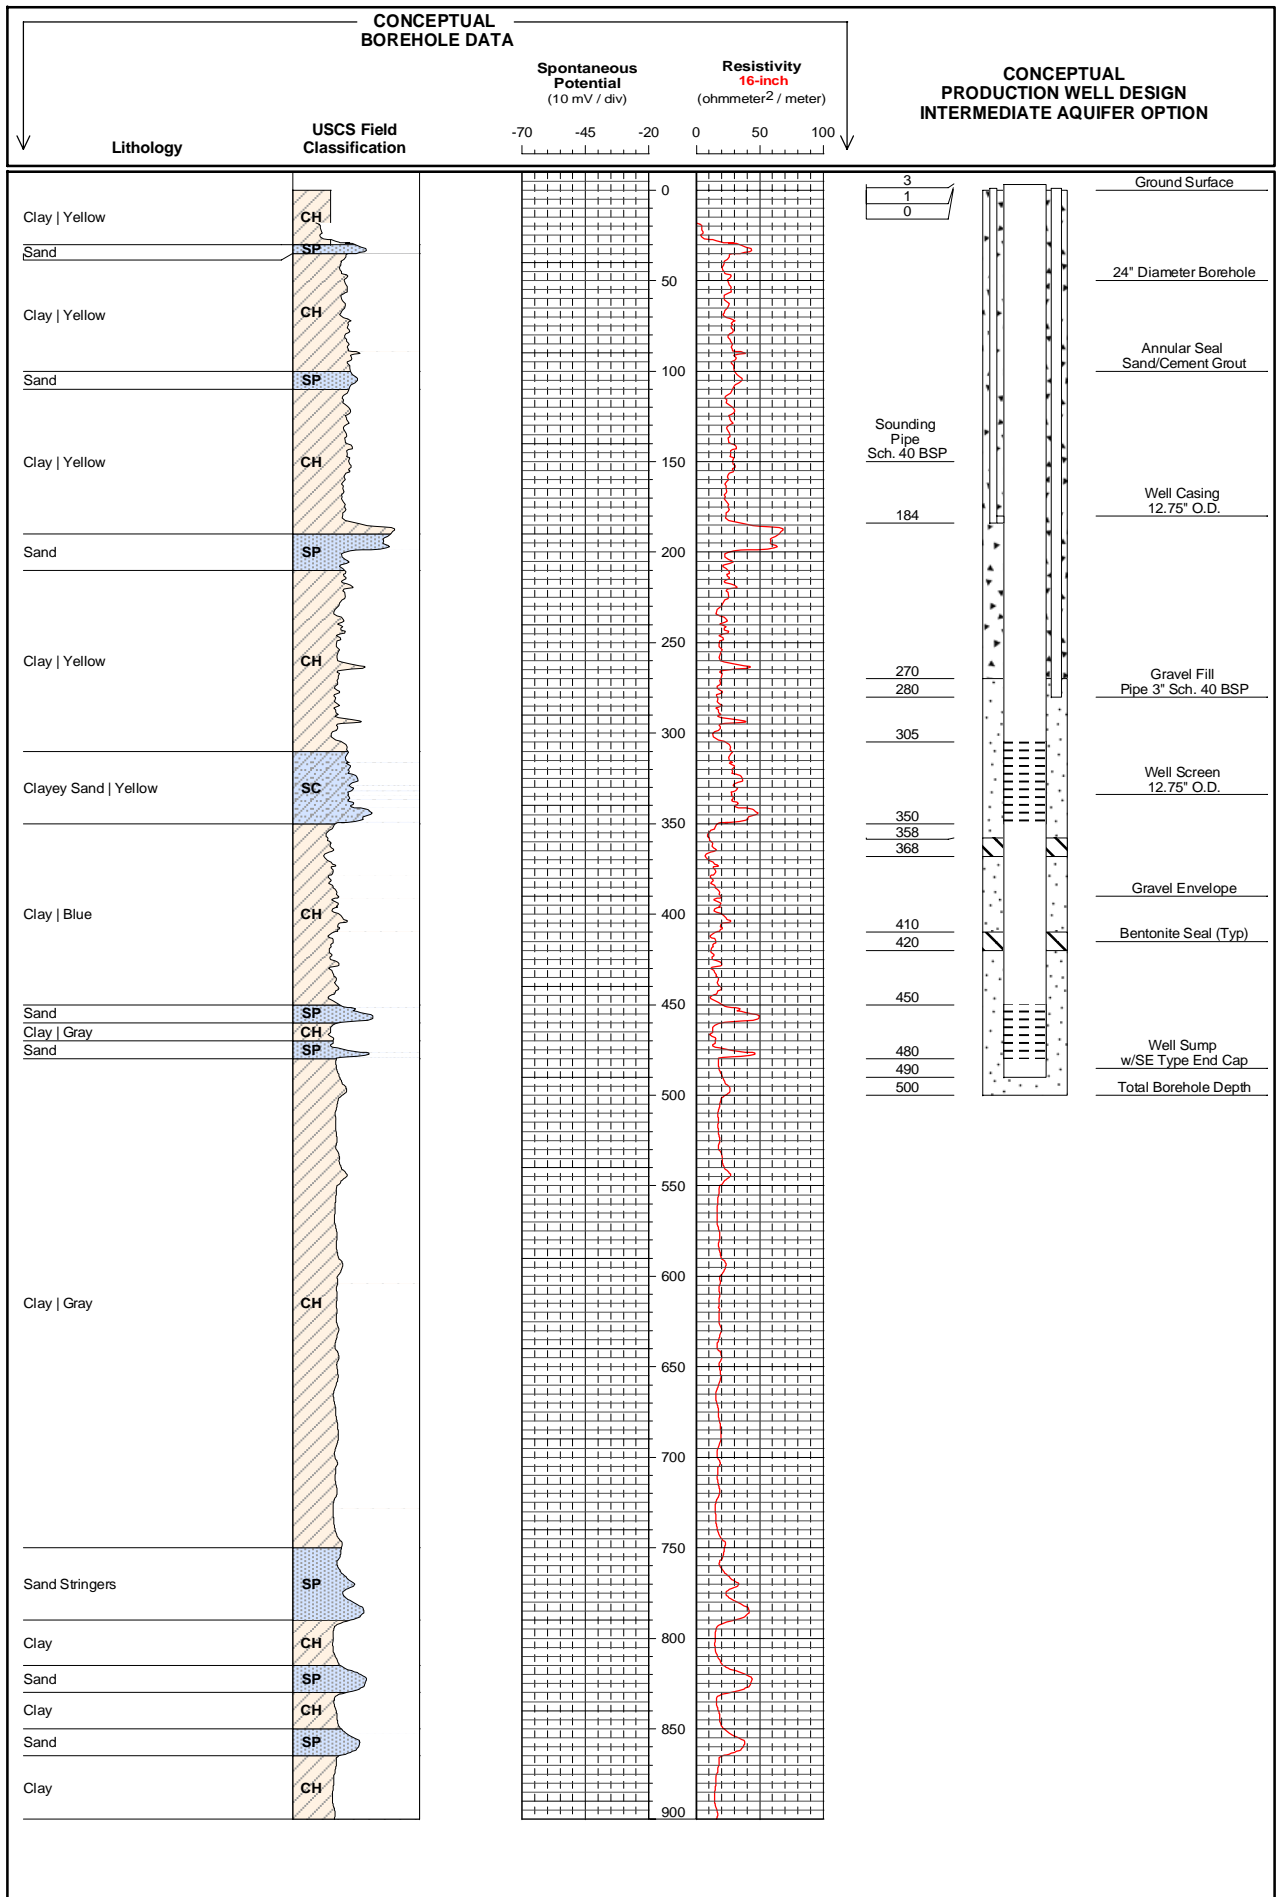 CONCEPTUAL
BOREHOLE DATA
Spontaneous
Potential
(10 mV / div)
Resistivity
16-inch
(ohmmeter2 / meter)
CONCEPTUAL
PRODUCTION WELL DESIGN
INTERMEDIATE AQUIFER OPTION
Lithology
USCS Field
Classification
-70 -45 -20
0 50 100
Clay | Yellow
CH
Sand
SP
Clay | Yellow
CH
Sand
SP
Clay | Yellow
CH
Sand
SP
Clay | Yellow
CH
Clayey Sand | Yellow
SC
Clay | Blue
CH
Sand
SP
Clay | Gray
CH
Sand
SP
Clay | Gray
CH
Sand Stringers
SP
Clay
CH
Sand
SP
Clay
CH
Sand
SP
Clay
CH
0
50
100
150
200
250
300
350
400
450
500
550
600
650
700
750
800
850
900
3
1
0
Sounding
Pipe
Sch. 40 BSP
184
270
280
305
350
358
368
410
420
450
480
490
500
Ground Surface
24" Diameter Borehole
Annular Seal
Sand/Cement Grout
Well Casing
12.75" O.D.
Gravel Fill
Pipe 3" Sch. 40 BSP
Well Screen
12.75" O.D.
Gravel Envelope
Bentonite Seal (Typ)
Well Sump
w/SE Type End Cap
Total Borehole Depth